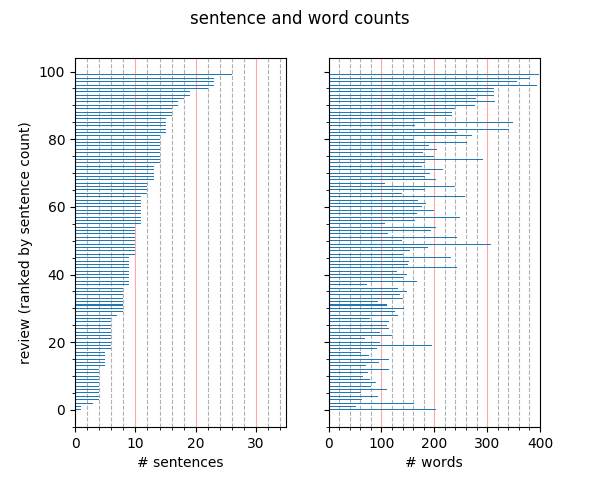 sentence and word counts
review (ranked by sentence count)
100
80
60
40
20
0
0 10 20 30
# sentences
0 100 200 300 400
# words